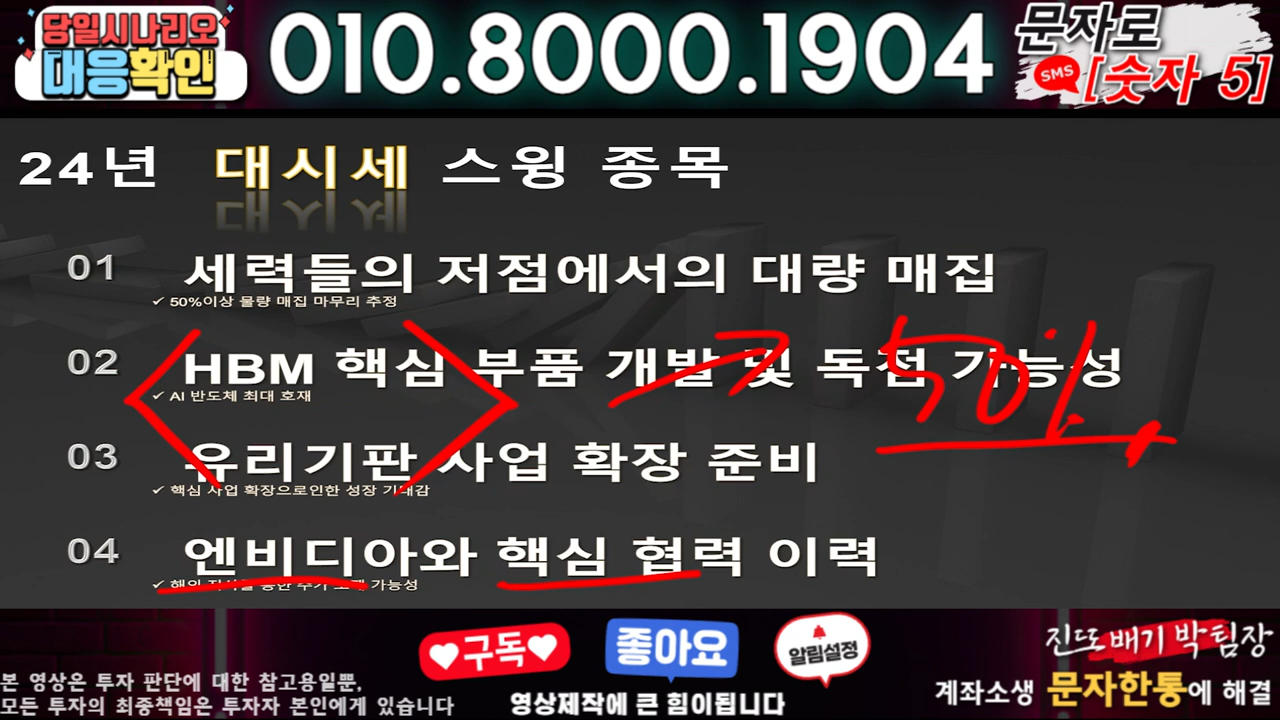 당일시나리오
대응확인
010.8000.1904
문자로
SMS
[숫자 5]
24년 대시세 스윙 종목
01 세력들의 저점에서의 대량 매집
✓ 50%이상 물량 매집 마무리 추정
02 HBM 핵심 부품 개발 및 독점 가능성
✓ AI 반도체 최대 호재
50%
03 유리기판 사업 확장 준비
✓ 핵심 사업 확장으로인한 성장 기대감
04 엔비디아와 핵심 협력 이력
✓ 가능성
구독
좋아요
알림설정
영상제작에 큰 힘이됩니다
본 영상은 투자 판단에 대한 참고용일뿐,
모든 투자의 최종책임은 투자자 본인에게 있습니다
진또배기 박팀장
계좌소생 문자한통에 해결